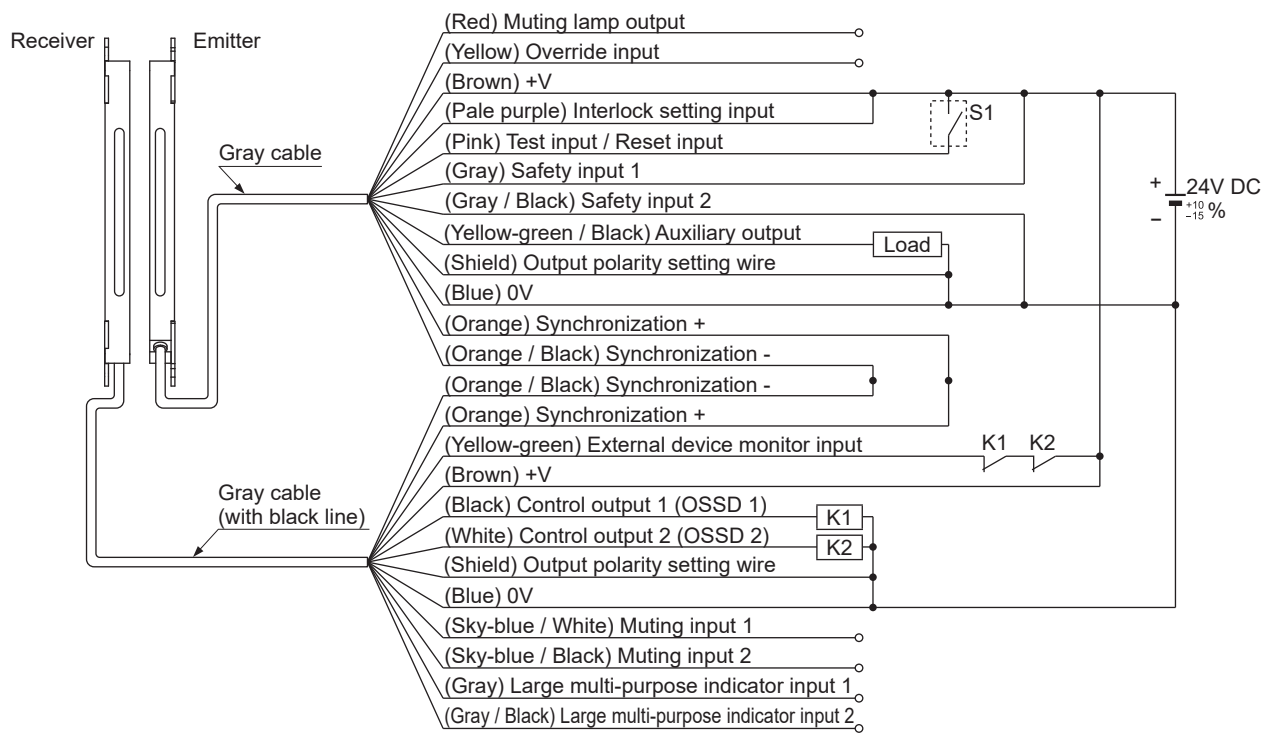 Receiver
Emitter
Gray cable
(Red) Muting lamp output
(Yellow) Override input
(Brown) +V
(Pale purple) Interlock setting input
S1
(Pink) Test input / Reset input
(Gray) Safety input 1
(Gray / Black) Safety input 2
(Yellow-green / Black) Auxiliary output
Load
(Shield) Output polarity setting wire
(Blue) 0V
+
24V DC
+10
-15 %
−
(Orange) Synchronization +
(Orange / Black) Synchronization -
(Orange / Black) Synchronization -
(Orange) Synchronization +
(Yellow-green) External device monitor input
K1 K2
(Brown) +V
Gray cable
(with black line)
(Black) Control output 1 (OSSD 1)
K1
(White) Control output 2 (OSSD 2)
K2
(Shield) Output polarity setting wire
(Blue) 0V
(Sky-blue / White) Muting input 1
(Sky-blue / Black) Muting input 2
(Gray) Large multi-purpose indicator input 1
(Gray / Black) Large multi-purpose indicator input 2